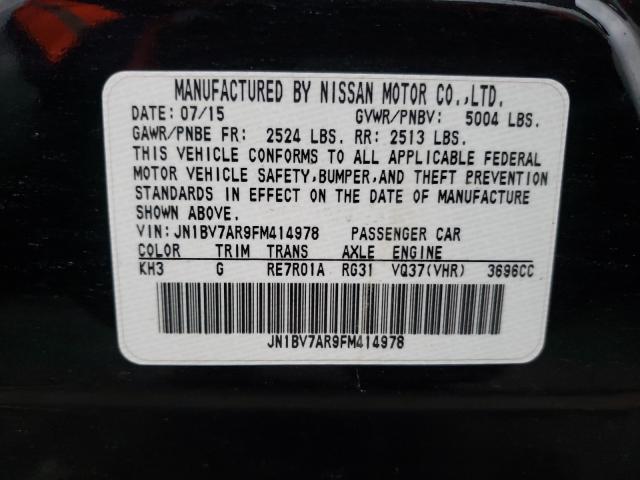 MANUFACTURED BY NISSAN MOTOR CO.,LTD.
DATE: 07/15 GVWR/PNBV: 5004 LBS.
GAWR/PNBE FR: 2524 LBS. RR: 2513 LBS.
THIS VEHICLE CONFORMS TO ALL APPLICABLE FEDERAL
MOTOR VEHICLE SAFETY,BUMPER,AND THEFT PREVENTION
STANDARDS IN EFFECT ON THE DATE OF MANUFACTURE
SHOWN ABOVE.
VIN:JN1BV7AR9FM414978 PASSENGER CAR
COLOR TRIM TRANS AXLE ENGINE
KH3 G RE7R01A RG31 VQ37(VHR) 3696CC
JN1BV7AR9FM414978